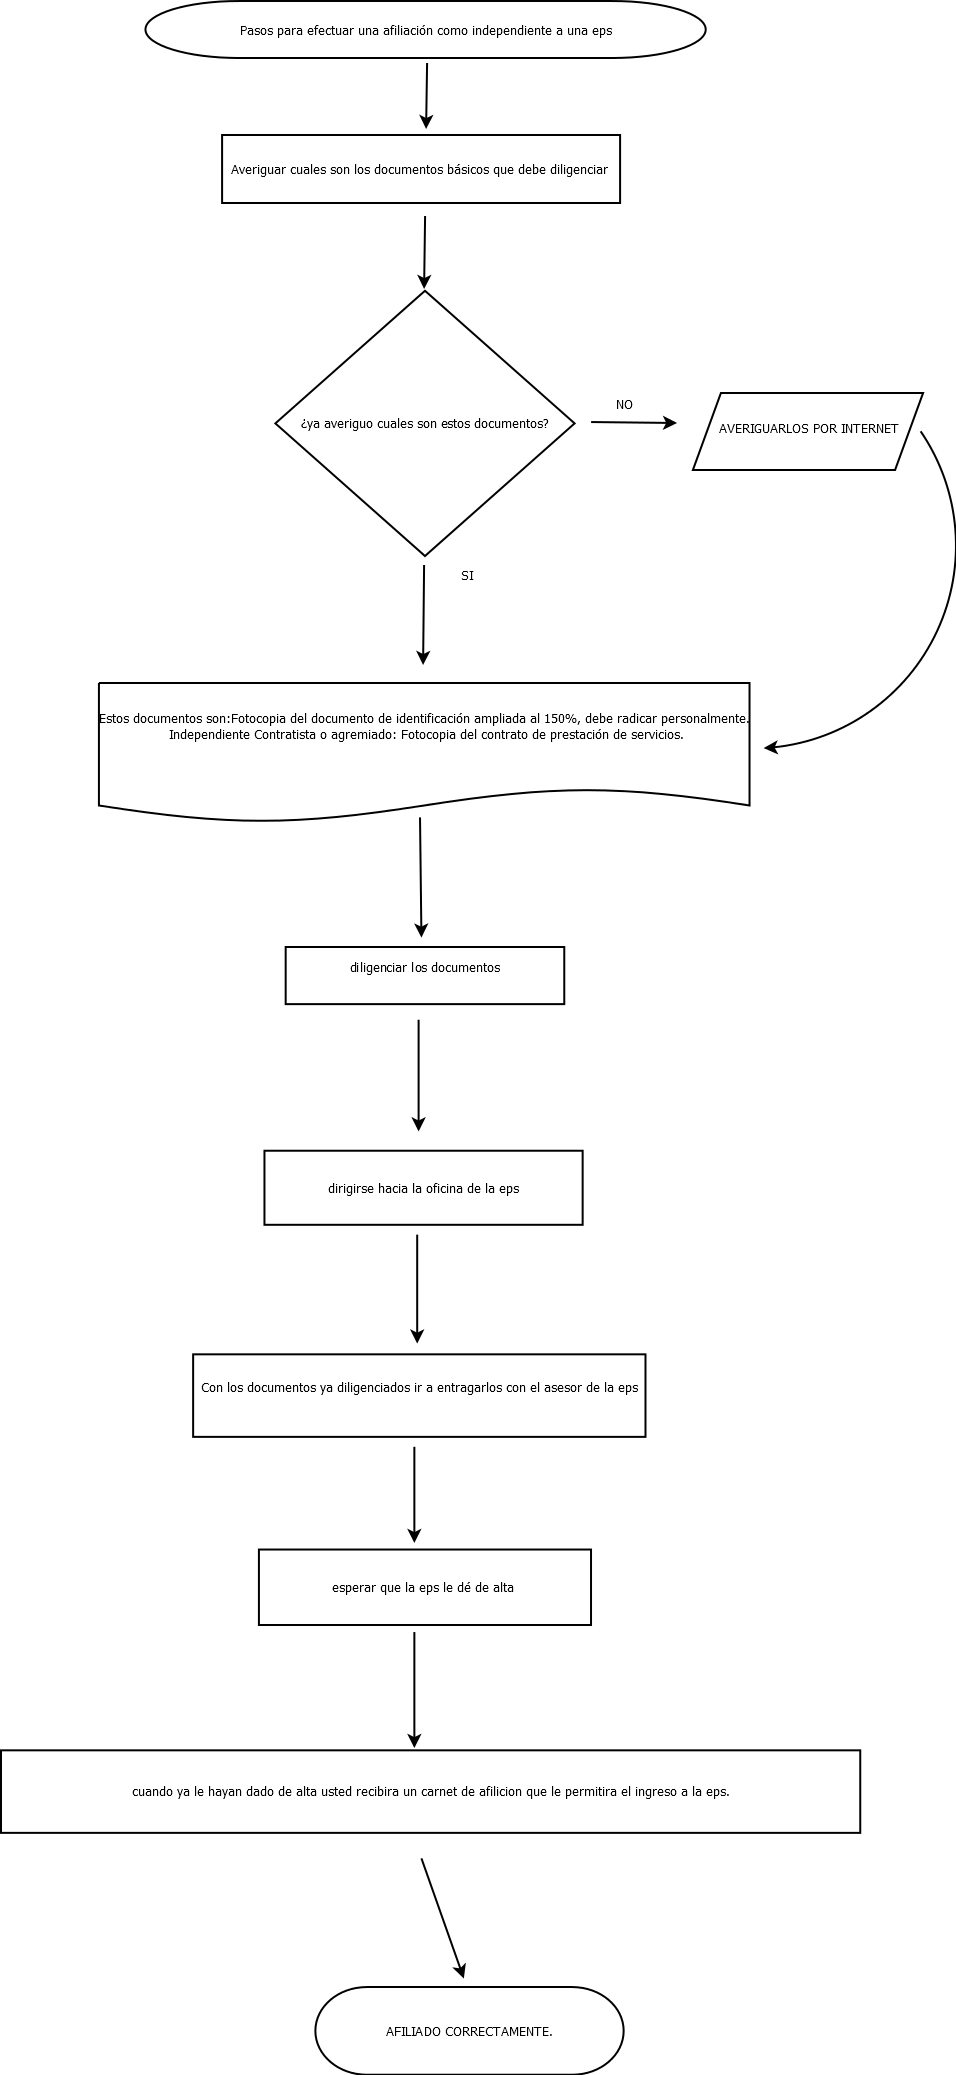 Pasos para efectuar una afiliación como independiente a una eps
Averiguar cuales son los documentos básicos que debe diligenciar
¿ya averiguo cuales son estos documentos?
NO
AVERIGUARLOS POR INTERNET
SI
Estos documentos son:Fotocopia del documento de identificación ampliada al 150%, debe radicar personalmente.
Independiente Contratista o agremiado: Fotocopia del contrato de prestación de servicios.
diligenciar los documentos
dirigirse hacia la oficina de la eps
Con los documentos ya diligenciados ir a entragarlos con el asesor de la eps
esperar que la eps le dé de alta
cuando ya le hayan dado de alta usted recibira un carnet de afilicion que le permitira el ingreso a la eps.
AFILIADO CORRECTAMENTE.